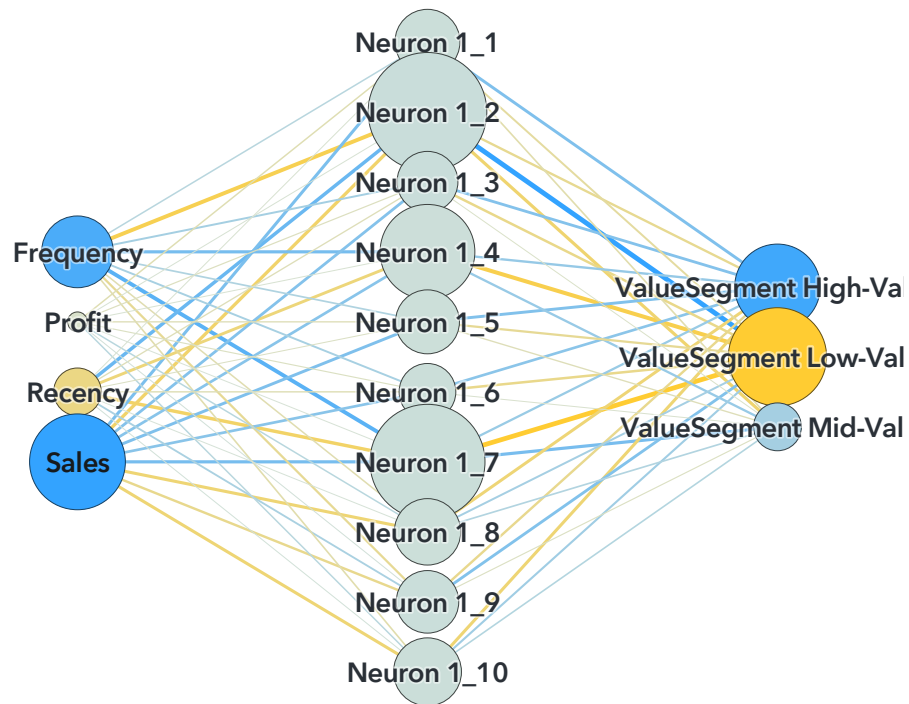 Neuron 1_1
Neuron 1_2
Neuron 1_3
Frequency
Neuron 1_4
ValueSegment High-Val
Profit
Neuron 1_5
ValueSegment Low-Val
Recency
Neuron 1_6
ValueSegment Mid-Val
Sales
Neuron 1_7
Neuron 1_8
Neuron 1_9
Neuron 1_10